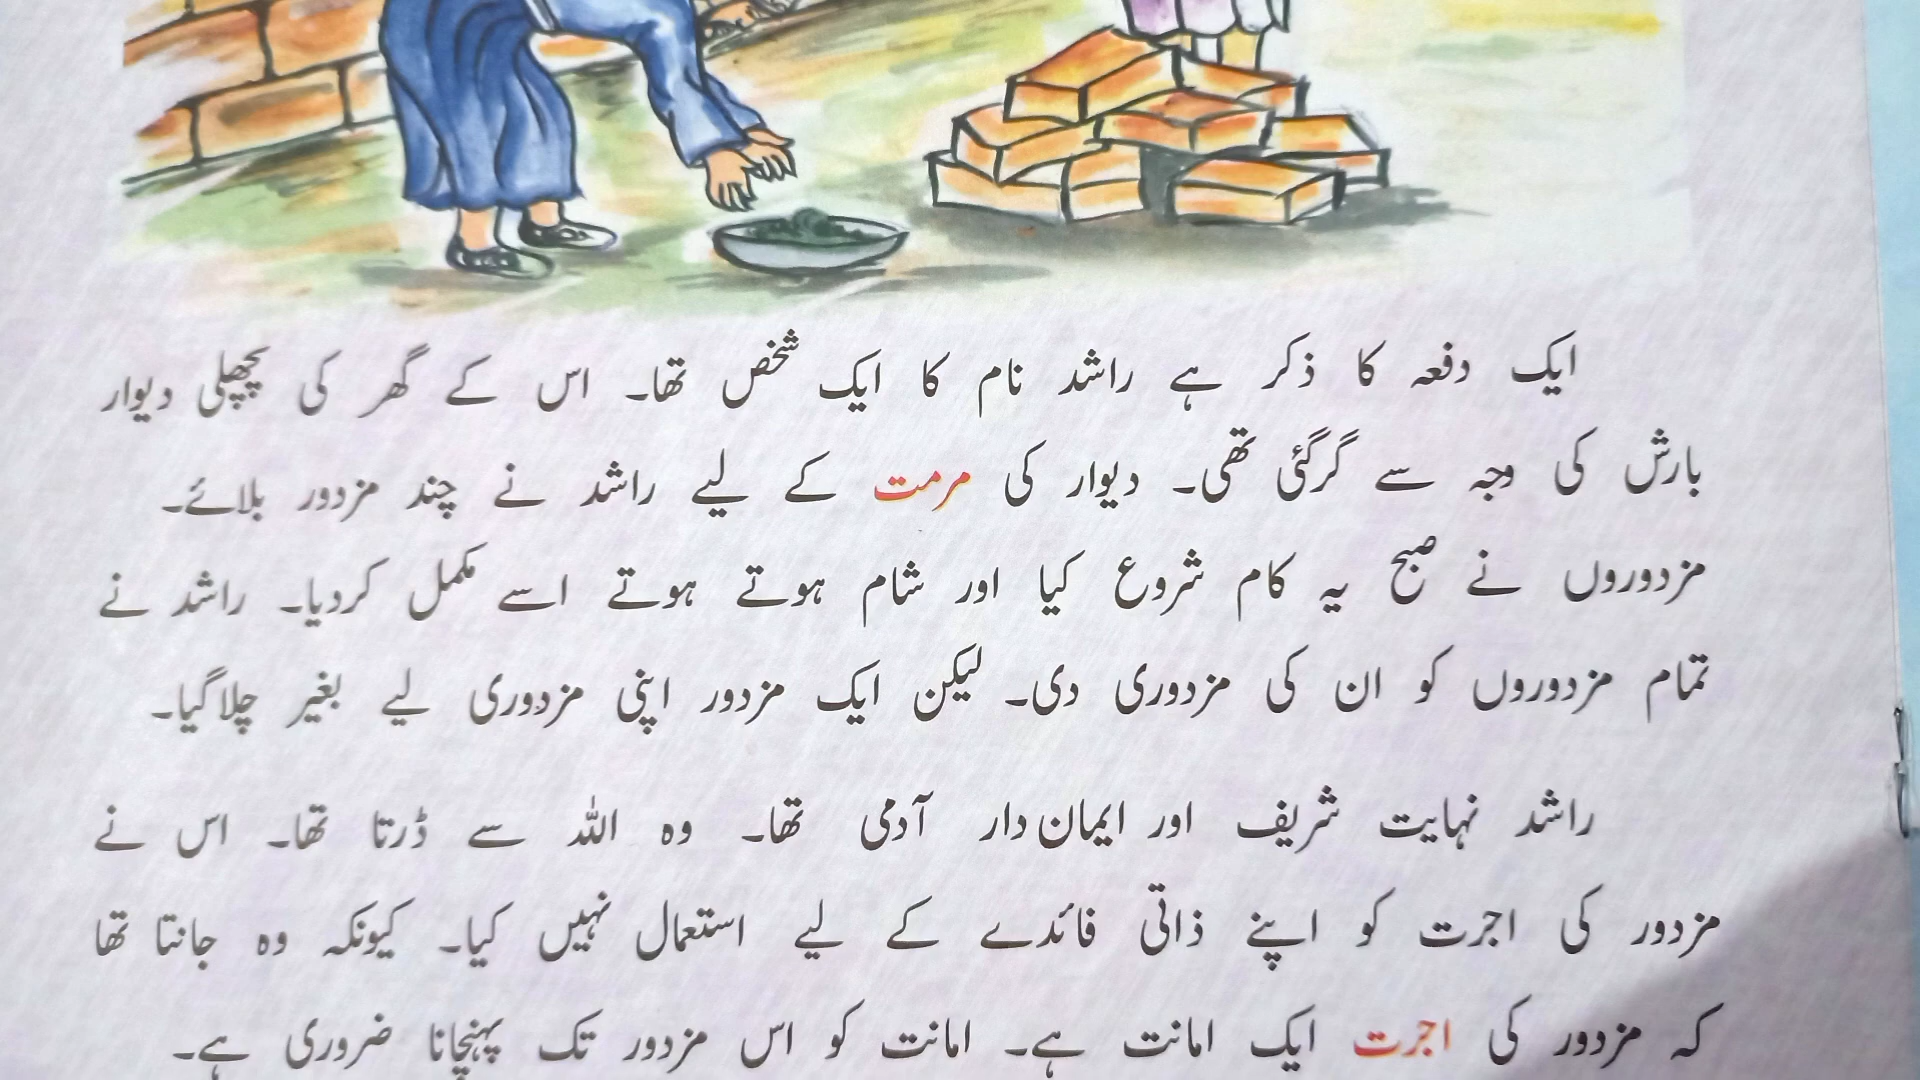 ایک دفعہ کا ذکر ہے راشد نام کا ایک شخص تھا۔ اس کے گھر کی پچھلی دیوار
بارش کی وجہ سے گرگئی تھی۔ دیوار کی مرمت کے لیے راشد نے چند مزدور بلائے۔
مزدوروں نے صبح یہ کام شروع کیا اور شام ہوتے ہوتے اسے مکمل کردیا۔ راشد نے
تمام مزدوروں کو ان کی مزدوری دی۔ لیکن ایک مزدور اپنی مزدوری لیے بغیر چلاگیا۔
راشد نہایت شریف اور ایمان دار آدمی تھا۔ وہ اللہ سے ڈرتا تھا۔ اس نے
مزدور کی اجرت کو اپنے ذاتی فائدے کے لیے استعمال نہیں کیا۔ کیونکہ وہ جانتا تھا
کہ مزدور کی اجرت ایک امانت ہے۔ امانت کو اس مزدور تک پہنچانا ضروری ہے۔